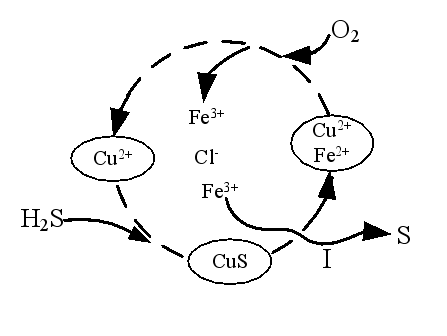 O₂
Fe³⁺
Cu²⁺
Fe²⁺
Cu²⁺
Cl⁻
Fe³⁺
H₂S
CuS
I
S